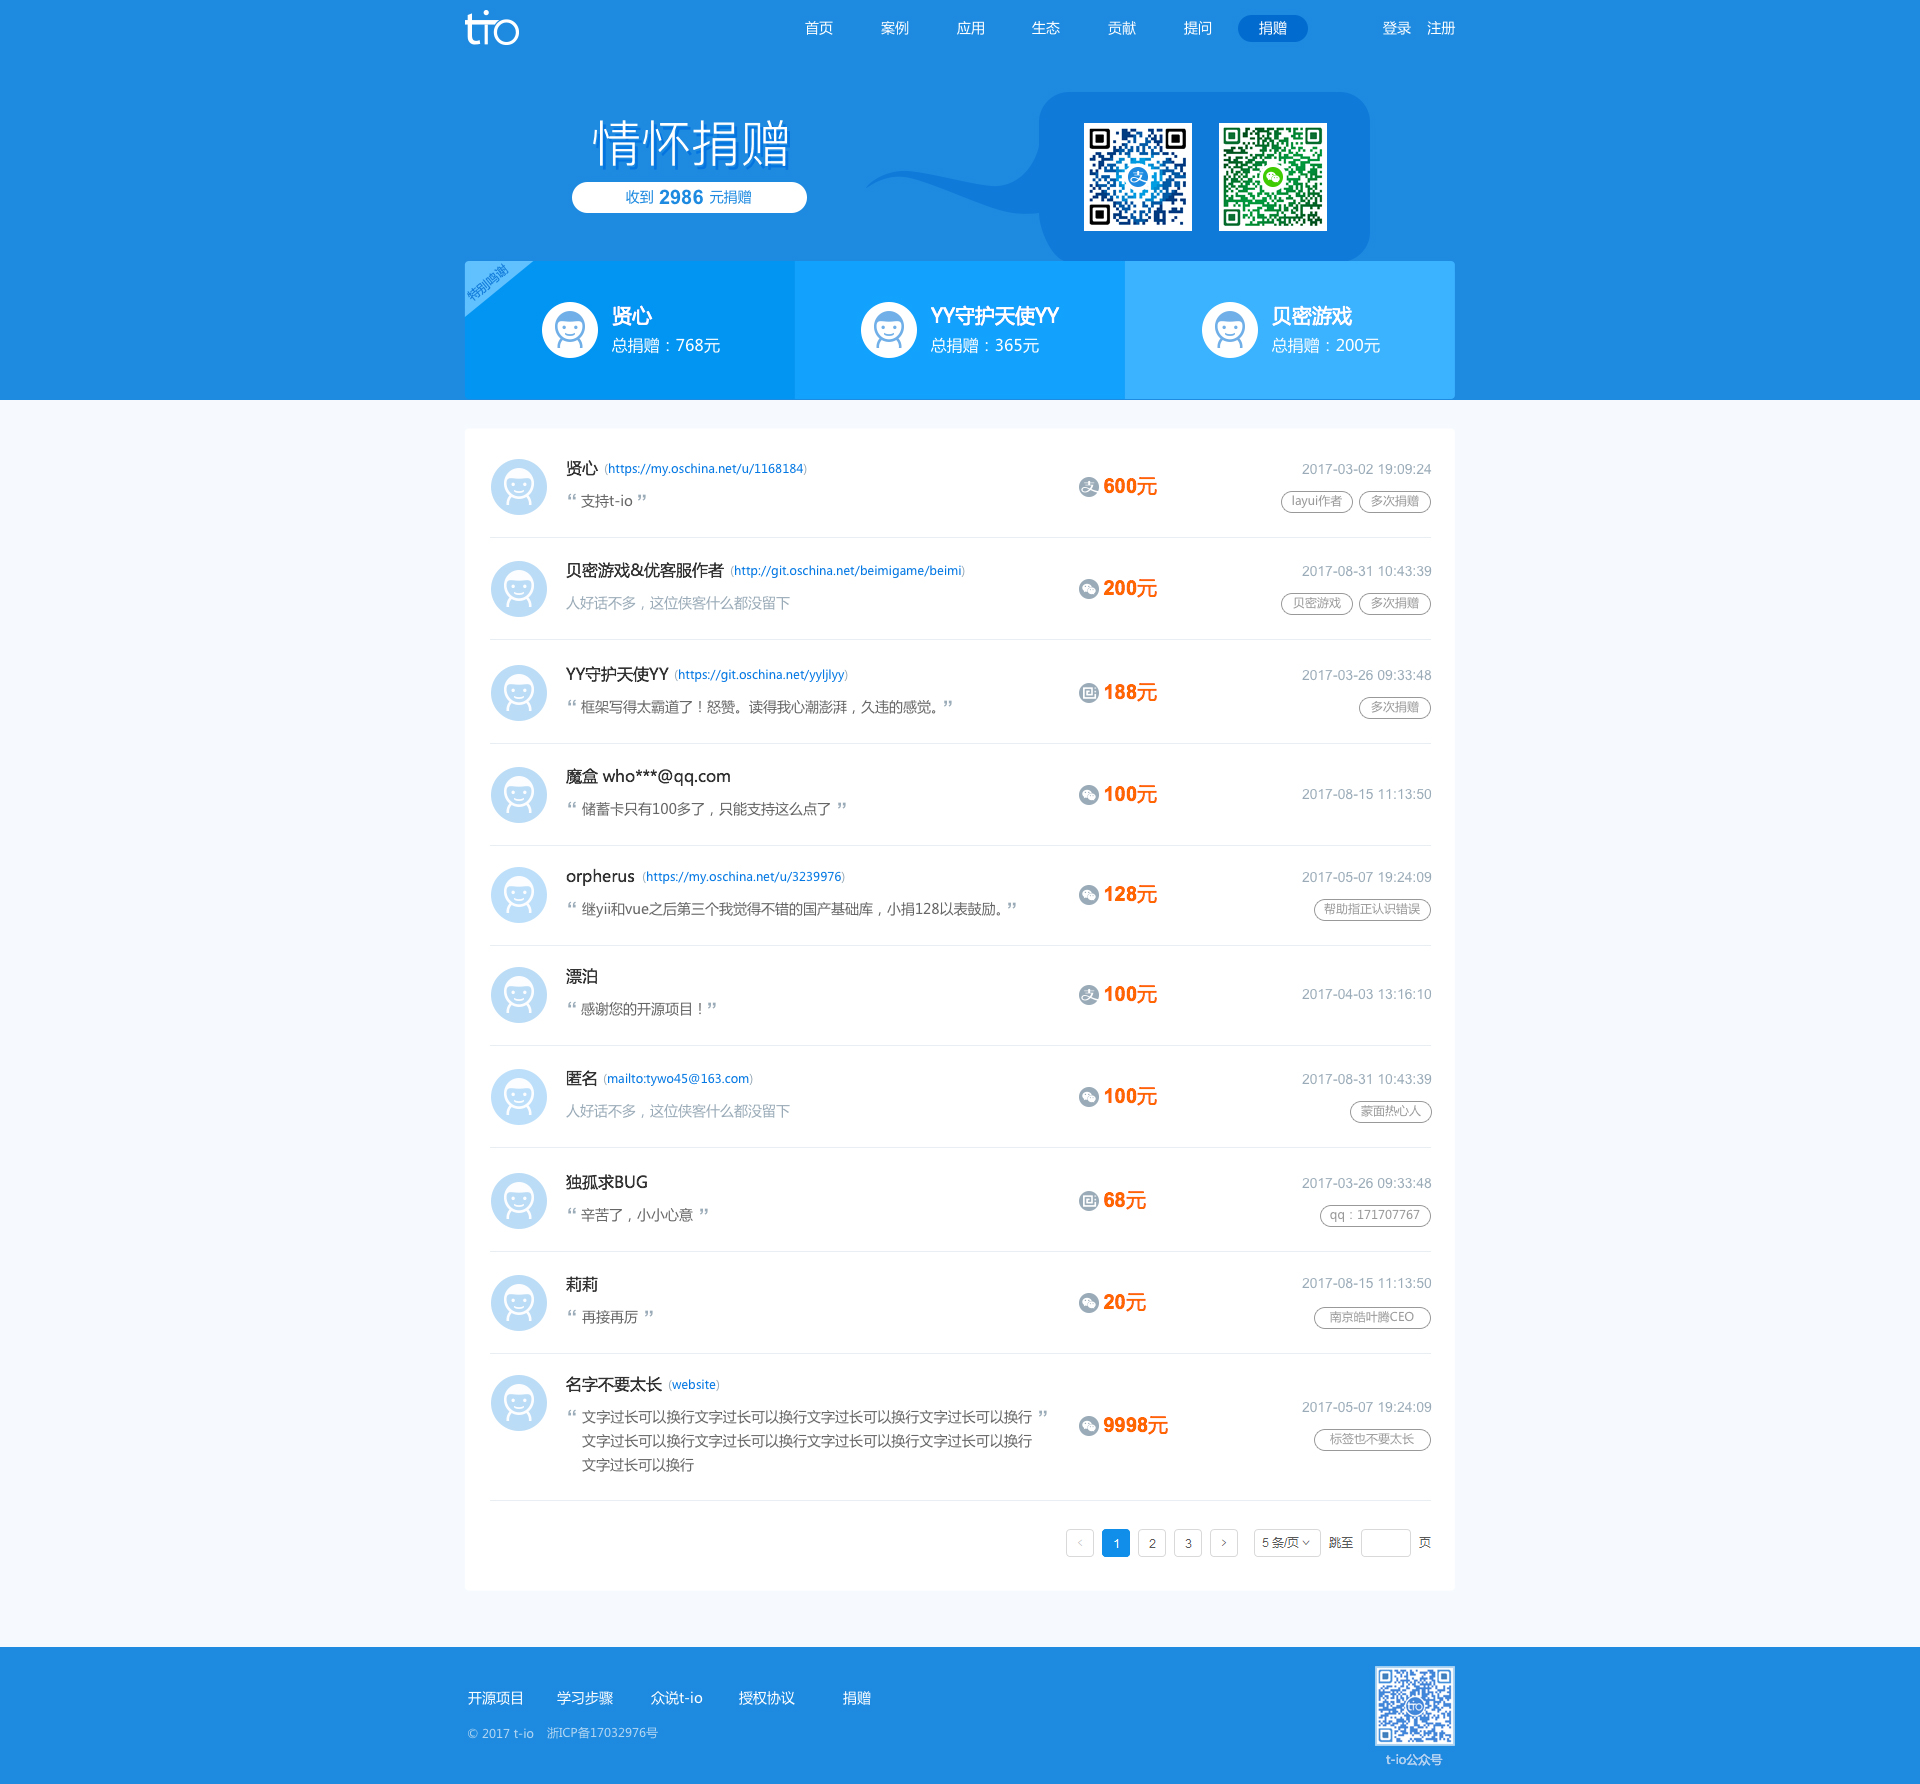 tio
首页 案例 应用 生态 贡献 提问 捐赠 登录 注册
情怀捐赠
收到 2986 元捐赠
特别鸣谢
贤心
总捐赠：768元
YY守护天使YY
总捐赠：365元
贝密游戏
总捐赠：200元
贤心 (https://my.oschina.net/u/1168184)
“ 支持t-io ”
600元
2017-03-02 19:09:24
layui作者 多次捐赠
贝密游戏&优客服作者 (http://git.oschina.net/beimigame/beimi)
人好话不多，这位侠客什么都没留下
200元
2017-08-31 10:43:39
贝密游戏 多次捐赠
YY守护天使YY (https://git.oschina.net/yyljlyy)
“ 框架写得太霸道了！怒赞。读得我心潮澎湃，久违的感觉。”
188元
2017-03-26 09:33:48
多次捐赠
魔盒 who***@qq.com
“ 储蓄卡只有100多了，只能支持这么点了 ”
100元
2017-08-15 11:13:50
orpherus (https://my.oschina.net/u/3239976)
“ 继yii和vue之后第三个我觉得不错的国产基础库，小捐128以表鼓励。”
128元
2017-05-07 19:24:09
帮助指正认识错误
漂泊
“ 感谢您的开源项目！”
100元
2017-04-03 13:16:10
匿名 (mailto:tywo45@163.com)
人好话不多，这位侠客什么都没留下
100元
2017-08-31 10:43:39
蒙面热心人
独孤求BUG
“ 辛苦了，小小心意 ”
68元
2017-03-26 09:33:48
qq：171707767
莉莉
“ 再接再厉 ”
20元
2017-08-15 11:13:50
南京皓叶腾CEO
名字不要太长 (website)
“ 文字过长可以换行文字过长可以换行文字过长可以换行文字过长可以换行 ”
文字过长可以换行文字过长可以换行文字过长可以换行文字过长可以换行
文字过长可以换行
9998元
2017-05-07 19:24:09
标签也不要太长
< 1 2 3 > 5 条/页 跳至 页
开源项目 学习步骤 众说t-io 授权协议 捐赠
© 2017 t-io 浙ICP备17032976号
tio
t-io公众号